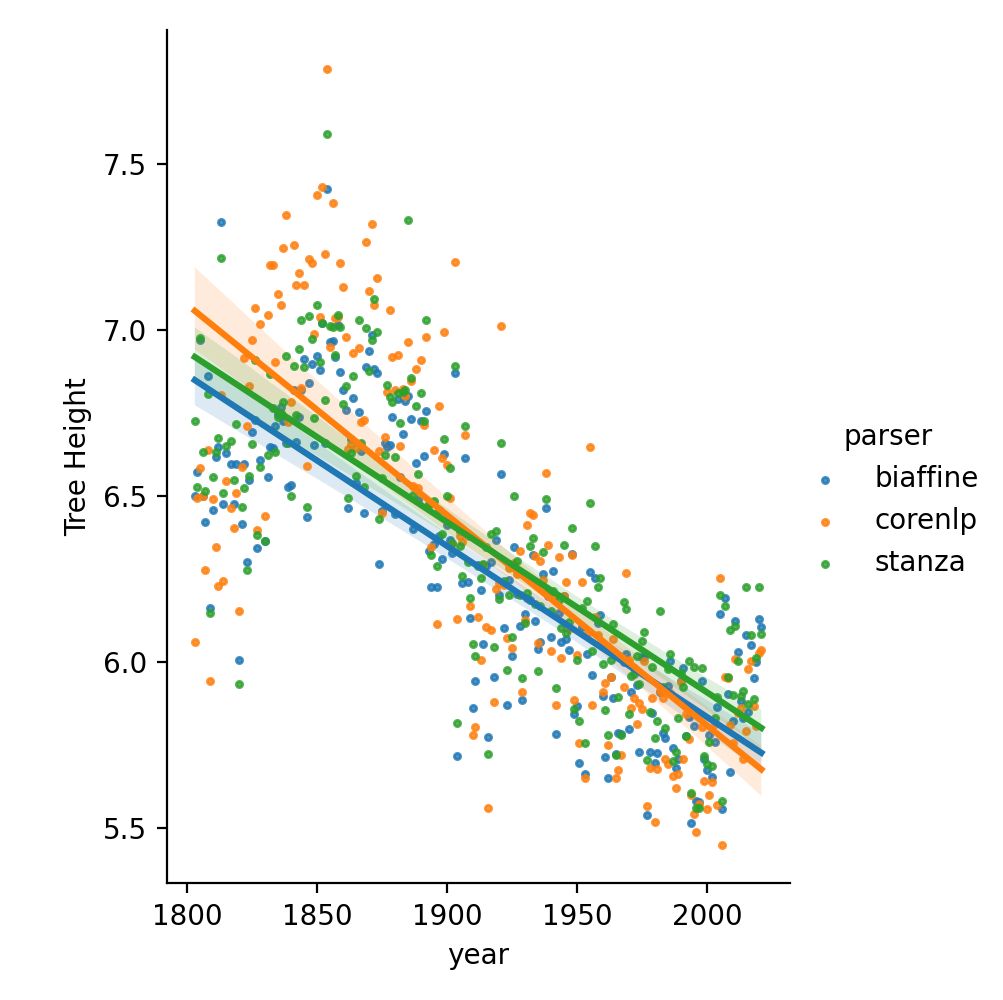 7.5
7.0
6.5
6.0
5.5
Tree Height
1800 1850 1900 1950 2000
year
parser
biaffine
corenlp
stanza